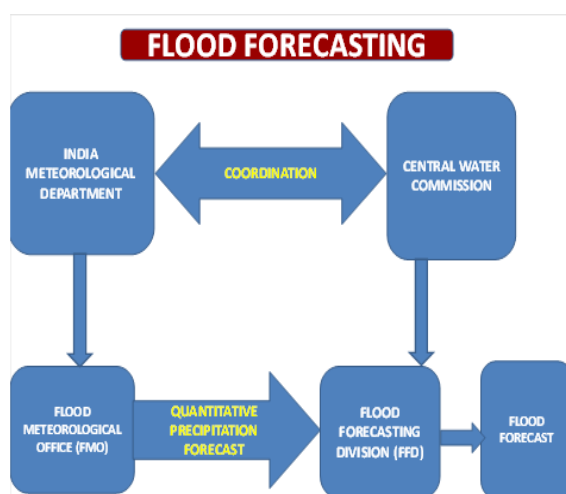 FLOOD FORECASTING
INDIA
METEOROLOGICAL
DEPARTMENT
COORDINATION
CENTRAL WATER
COMMISSION
FLOOD
METEOROLOGICAL
OFFICE (FMO)
QUANTITATIVE
PRECIPITATION
FORECAST
FLOOD
FORECASTING
DIVISION (FFD)
FLOOD
FORECAST